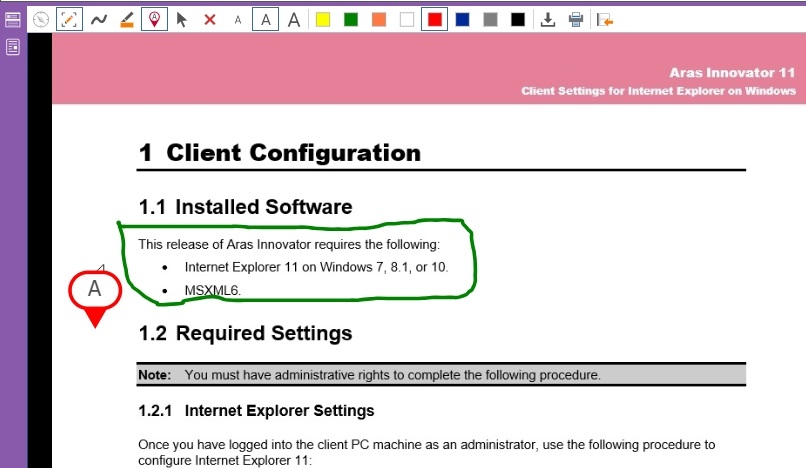 A A A A
Aras Innovator 11
Client Settings for Internet Explorer on Windows
1 Client Configuration
1.1 Installed Software
This release of Aras Innovator requires the following:
• Internet Explorer 11 on Windows 7, 8.1, or 10.
A
• MSXML6.
1.2 Required Settings
Note: You must have administrative rights to complete the following procedure.
1.2.1 Internet Explorer Settings
Once you have logged into the client PC machine as an administrator, use the following procedure to
configure Internet Explorer 11: